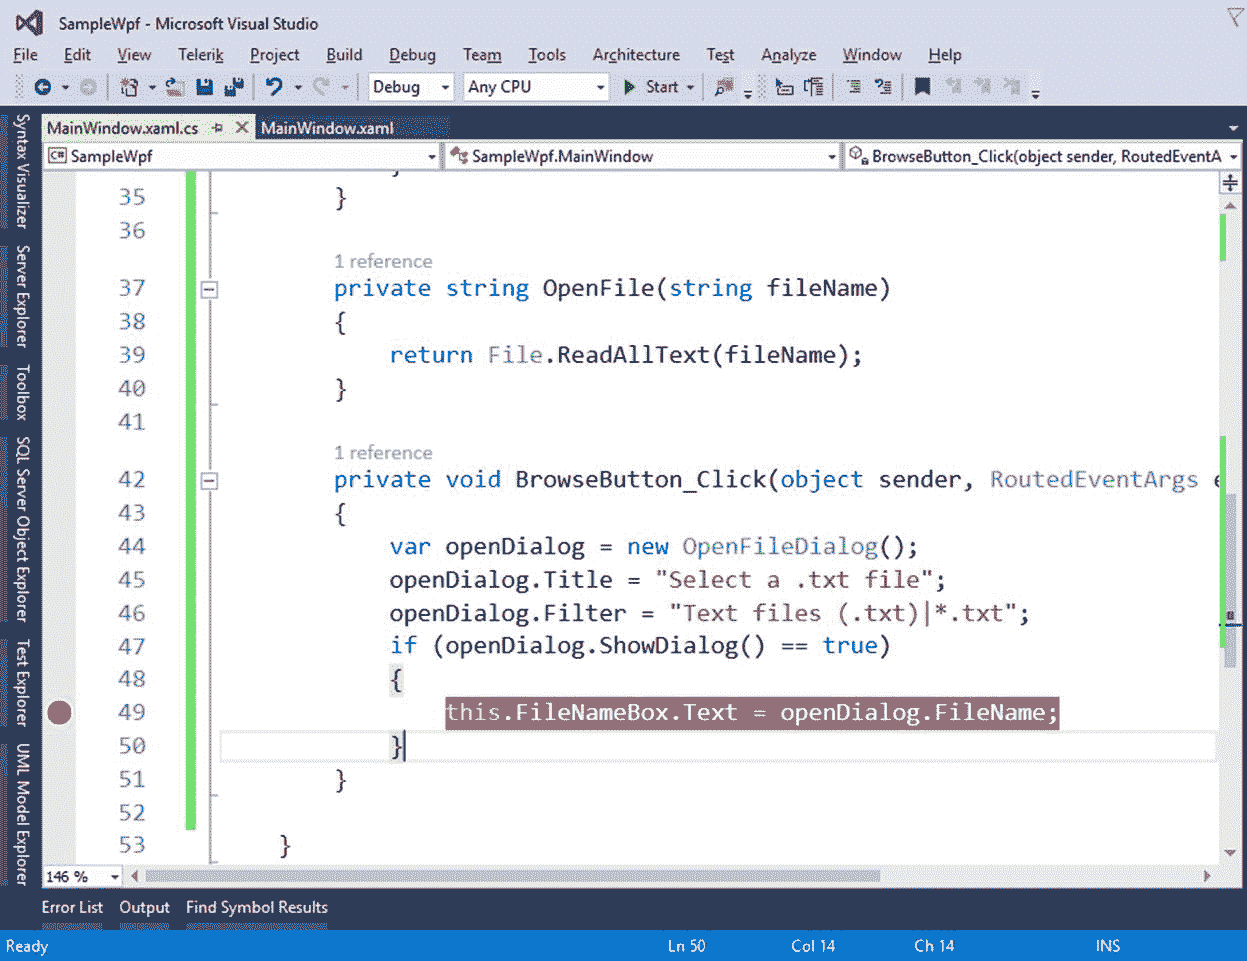 SampleWpf - Microsoft Visual Studio
File Edit View Telerik Project Build Debug Team Tools Architecture Test Analyze Window Help
Debug Any CPU Start
MainWindow.xaml.cs MainWindow.xaml
C# SampleWpf SampleWpf.MainWindow BrowseButton_Click(object sender, RoutedEventA
Syntax Visualizer
Server Explorer
Toolbox
SQL Server Object Explorer
Test Explorer
UML Model Explorer
35 }
36
1 reference
37 private string OpenFile(string fileName)
38 {
39 return File.ReadAllText(fileName);
40 }
41
1 reference
42 private void BrowseButton_Click(object sender, RoutedEventArgs e
43 {
44 var openDialog = new OpenFileDialog();
45 openDialog.Title = "Select a .txt file";
46 openDialog.Filter = "Text files (.txt)|*.txt";
47 if (openDialog.ShowDialog() == true)
48 {
49 this.FileNameBox.Text = openDialog.FileName;
50 }
51 }
52
53 }
146 %
Error List Output Find Symbol Results
Ready Ln 50 Col 14 Ch 14 INS